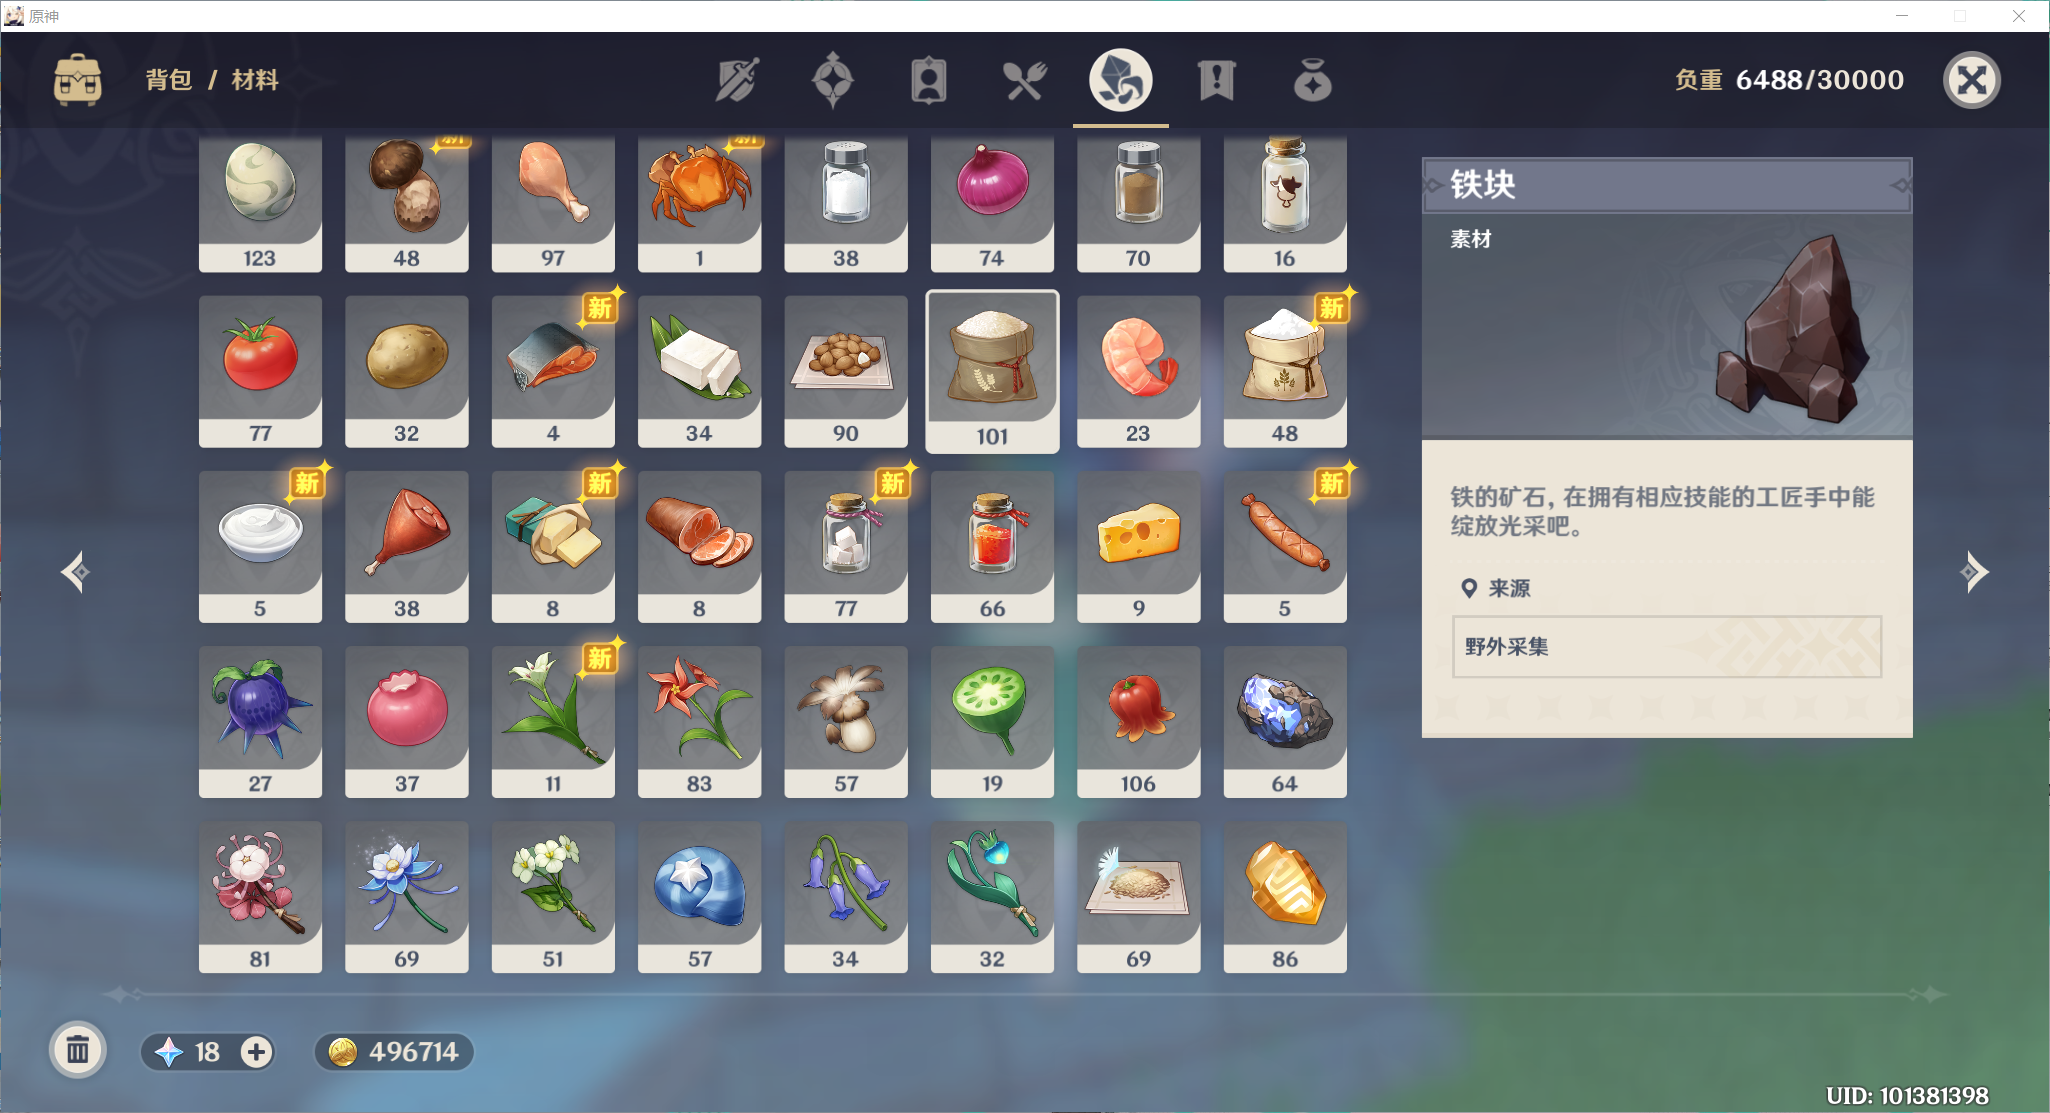 原神
背包 / 材料
负重 6488/30000
新
新
123 48 97 1 38 74 70 16
新
新
77 32 4 34 90 101 23 48
新
新
新
新
5 38 8 8 77 66 9 5
新
27 37 11 83 57 19 106 64
81 69 51 57 34 32 69 86
铁块
素材
铁的矿石，在拥有相应技能的工匠手中能
绽放光采吧。
来源
野外采集
18
496714
UID: 101381398